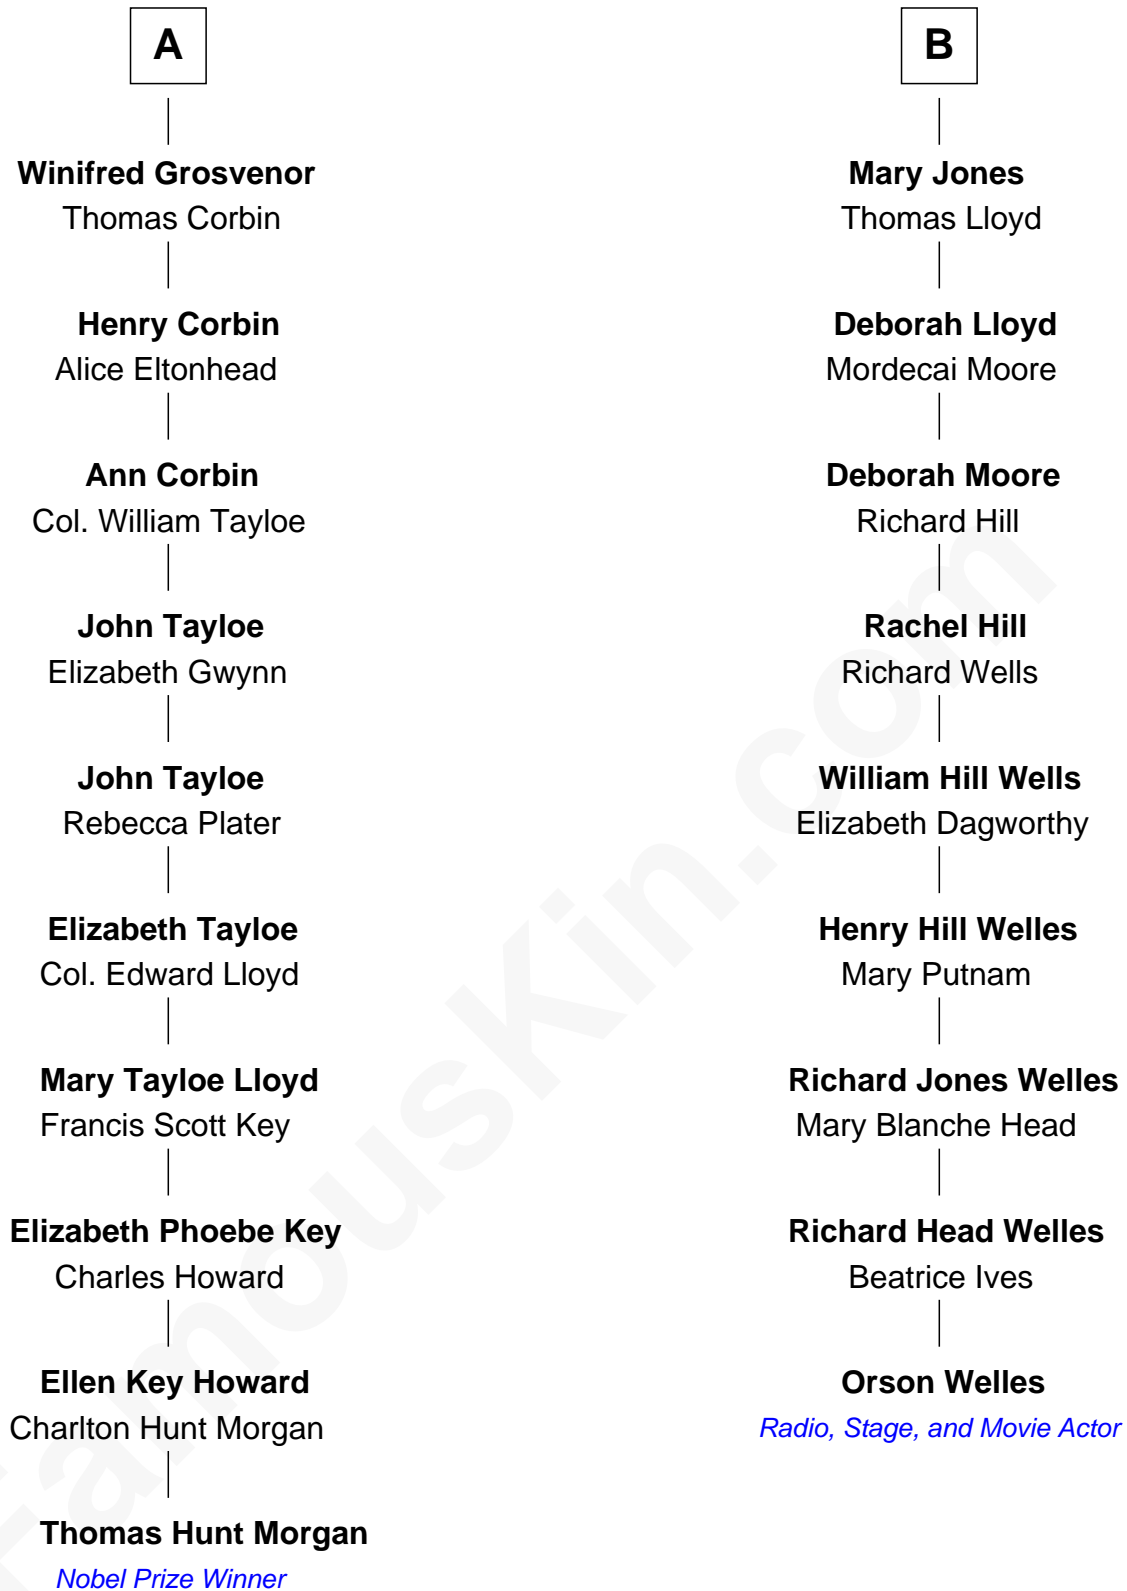 A
Winifred Grosvenor
Thomas Corbin
Henry Corbin
Alice Eltonhead
Ann Corbin
Col. William Tayloe
John Tayloe
Elizabeth Gwynn
John Tayloe
Rebecca Plater
Elizabeth Tayloe
Col. Edward Lloyd
Mary Tayloe Lloyd
Francis Scott Key
Elizabeth Phoebe Key
Charles Howard
Ellen Key Howard
Charlton Hunt Morgan
Thomas Hunt Morgan
Nobel Prize Winner
B
Mary Jones
Thomas Lloyd
Deborah Lloyd
Mordecai Moore
Deborah Moore
Richard Hill
Rachel Hill
Richard Wells
William Hill Wells
Elizabeth Dagworthy
Henry Hill Welles
Mary Putnam
Richard Jones Welles
Mary Blanche Head
Richard Head Welles
Beatrice Ives
Orson Welles
Radio, Stage, and Movie Actor
FamousKin.com